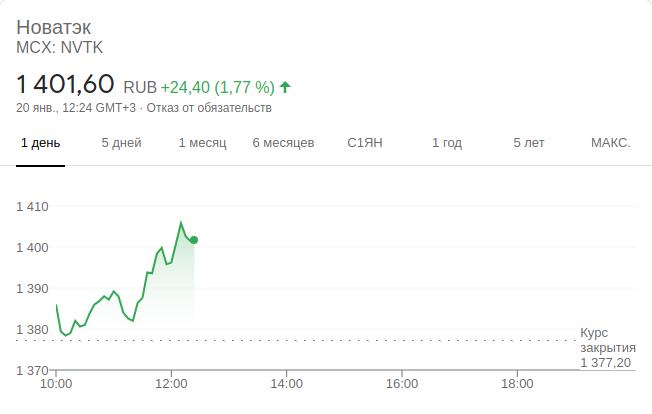 Новатэк
MCX: NVTK
1 401,60 RUB +24,40 (1,77 %)
20 янв., 12:24 GMT+3 · Отказ от обязательств
1 день 5 дней 1 месяц 6 месяцев С1ЯН 1 год 5 лет МАКС.
1 410
1 400
1 390
1 380
Курс
закрытия
1 377,20
1 370
10:00 12:00 14:00 16:00 18:00